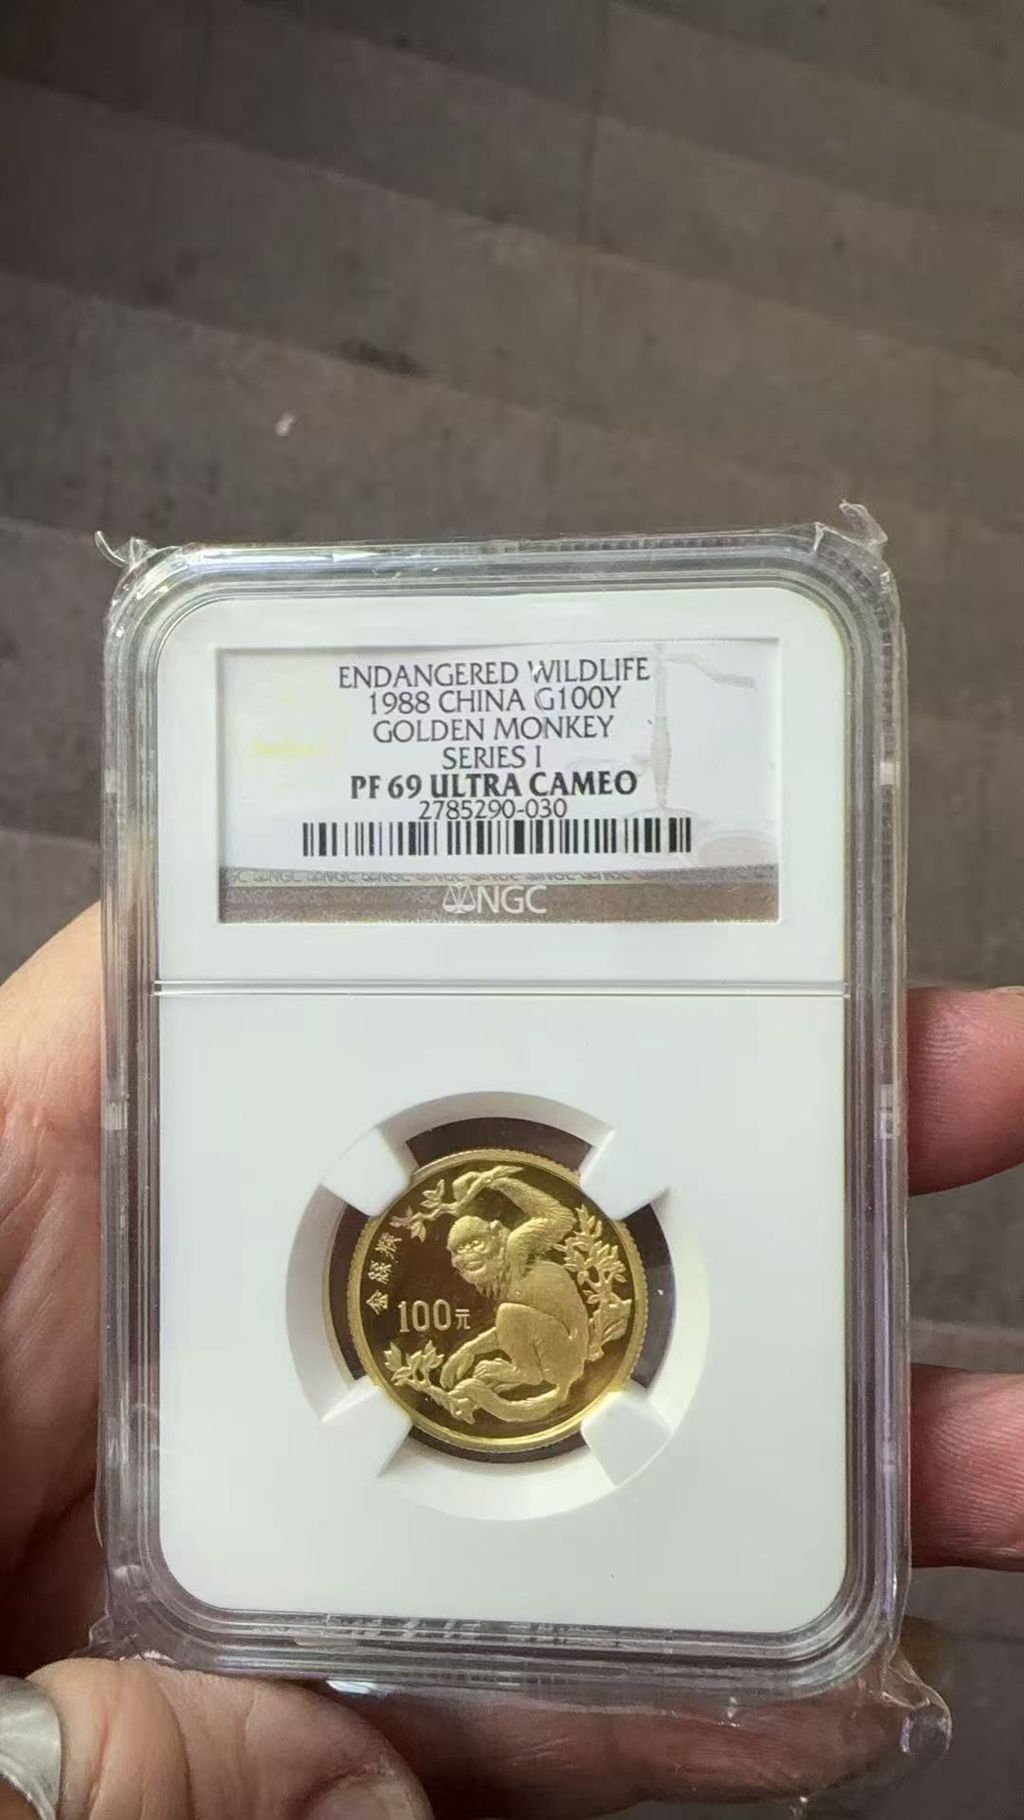 ENDANGERED WILDLIFE
1988 CHINA G100Y
GOLDEN MONKEY
SERIES I
PF 69 ULTRA CAMEO
2785290-030
NGC
金絲猴
100元